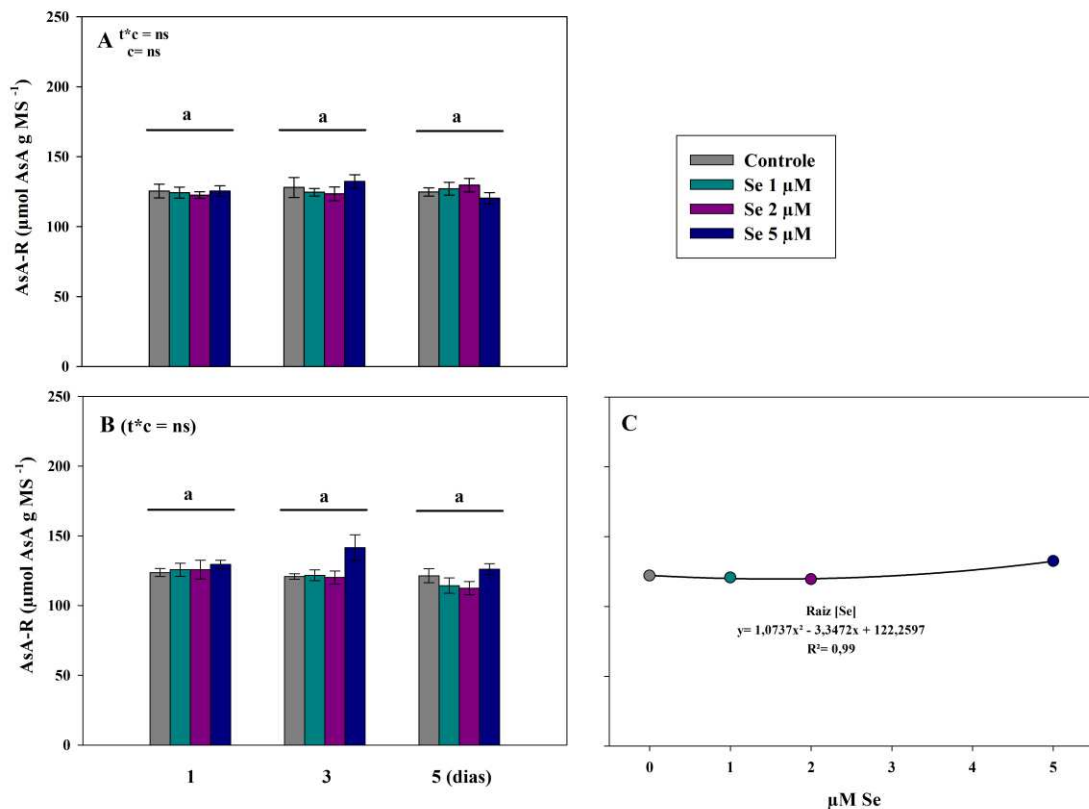 A t*c = ns
c= ns
250
200
150
100
50
0
AsA-R (µmol AsA g MS ⁻¹)
a a a
Controle
Se 1 µM
Se 2 µM
Se 5 µM
B (t*c = ns)
250
200
150
100
50
0
AsA-R (µmol AsA g MS ⁻¹)
a a a
1 3 5 (dias)
C
Raiz [Se]
y= 1,0737x² - 3,3472x + 122,2597
R²= 0,99
0 1 2 3 4 5
µM Se